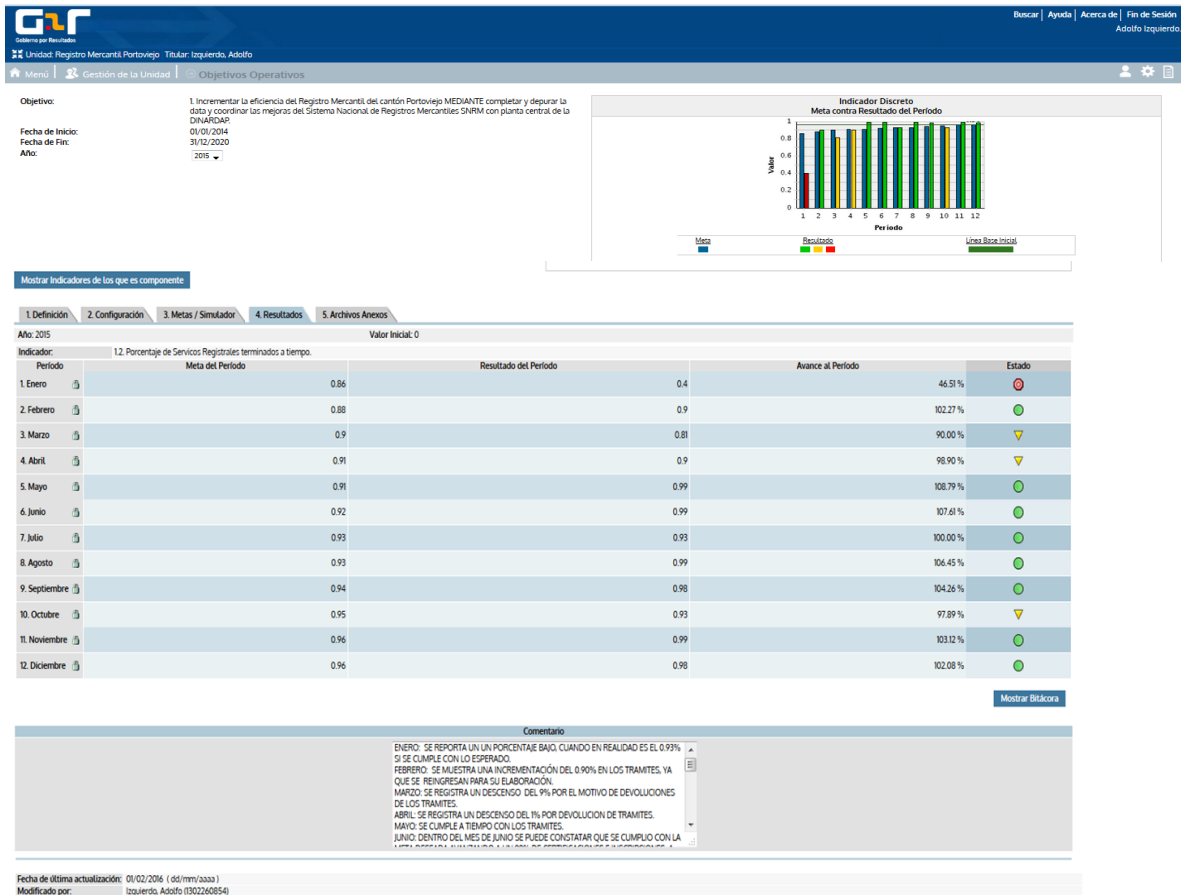 Buscar | Ayuda | Acerca de | Fin de Sesión
GPR
Gobierno por Resultados
Adolfo Izquierdo
Unidad: Registro Mercantil Portoviejo Titular: Izquierdo, Adolfo
Menú | Gestión de la Unidad | Objetivos Operativos
Objetivo: 1. Incrementar la eficiencia del Registro Mercantil del cantón Portoviejo MEDIANTE completar y depurar la
data y coordinar las mejoras del Sistema Nacional de Registros Mercantiles SNRM con planta central de la
DINARDAP.
Fecha de Inicio: 01/01/2014
Fecha de Fin: 31/12/2020
Año: 2015
Indicador Discreto
Meta contra Resultado del Período
Valor
1
0.8
0.6
0.4
0.2
0
1 2 3 4 5 6 7 8 9 10 11 12
Período
Meta Resultado Línea Base Inicial
Mostrar Indicadores de los que es componente
1. Definición 2. Configuración 3. Metas / Simulador 4. Resultados 5. Archivos Anexos
Año: 2015 Valor Inicial: 0
Indicador: 1.2. Porcentaje de Servicos Registrales terminados a tiempo.
Período Meta del Período Resultado del Período Avance al Período Estado
1. Enero 0.86 0.4 46.51 %
2. Febrero 0.88 0.9 102.27 %
3. Marzo 0.9 0.81 90.00 %
4. Abril 0.91 0.9 98.90 %
5. Mayo 0.91 0.99 108.79 %
6. Junio 0.92 0.99 107.61 %
7. Julio 0.93 0.93 100.00 %
8. Agosto 0.93 0.99 106.45 %
9. Septiembre 0.94 0.98 104.26 %
10. Octubre 0.95 0.93 97.89 %
11. Noviembre 0.96 0.99 103.12 %
12. Diciembre 0.96 0.98 102.08 %
Mostrar Bitácora
Comentario
ENERO: SE REPORTA UN UN PORCENTAJE BAJO, CUANDO EN REALIDAD ES EL 0.93%
SI SE CUMPLE CON LO ESPERADO.
FEBRERO: SE MUESTRA UNA INCREMENTACIÓN DEL 0.90% EN LOS TRAMITES, YA
QUE SE REINGRESAN PARA SU ELABORACIÓN.
MARZO: SE REGISTRA UN DESCENSO DEL 9% POR EL MOTIVO DE DEVOLUCIONES
DE LOS TRAMITES.
ABRIL: SE REGISTRA UN DESCENSO DEL 1% POR DEVOLUCION DE TRAMITES.
MAYO: SE CUMPLE A TIEMPO CON LOS TRAMITES.
JUNIO: DENTRO DEL MES DE JUNIO SE PUEDE CONSTATAR QUE SE CUMPLIO CON LA
Fecha de última actualización: 01/02/2016 ( dd/mm/aaaa )
Modificado por: Izquierdo, Adolfo (1302260854)